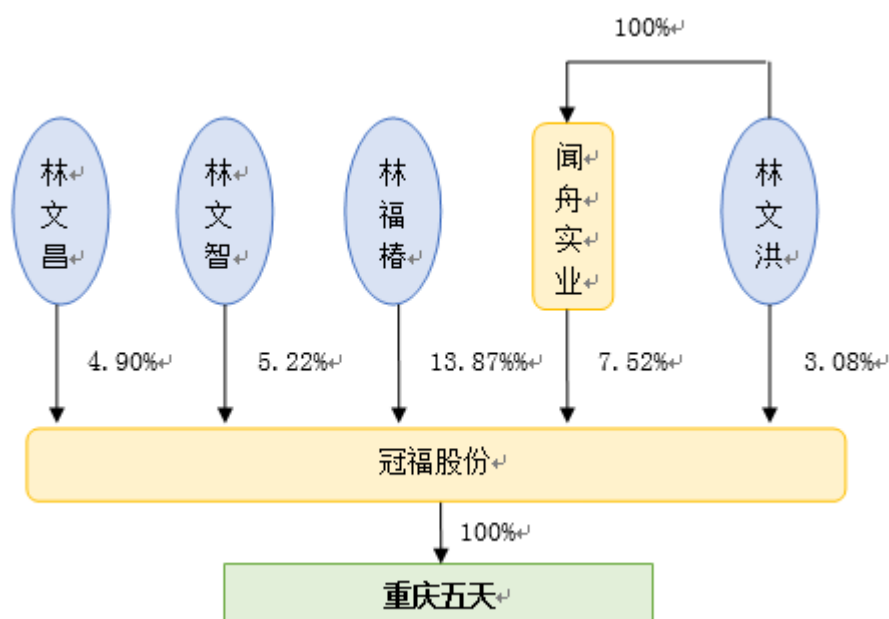 100%↵
林↵
文
昌↵
林↵
文
智↵
林
福
椿
闻↵
舟↵
实↵
业↵
林
文
洪↵
4.90%↵
5.22%↵
13.87%%↵
7.52%↵
3.08%↵
冠福股份↵
100%↵
重庆五天↵